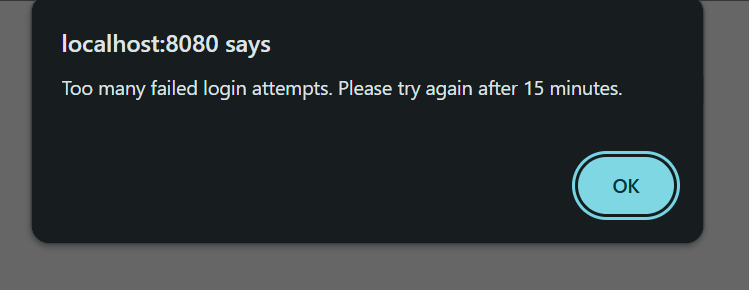 localhost:8080 says
Too many failed login attempts. Please try again after 15 minutes.
OK